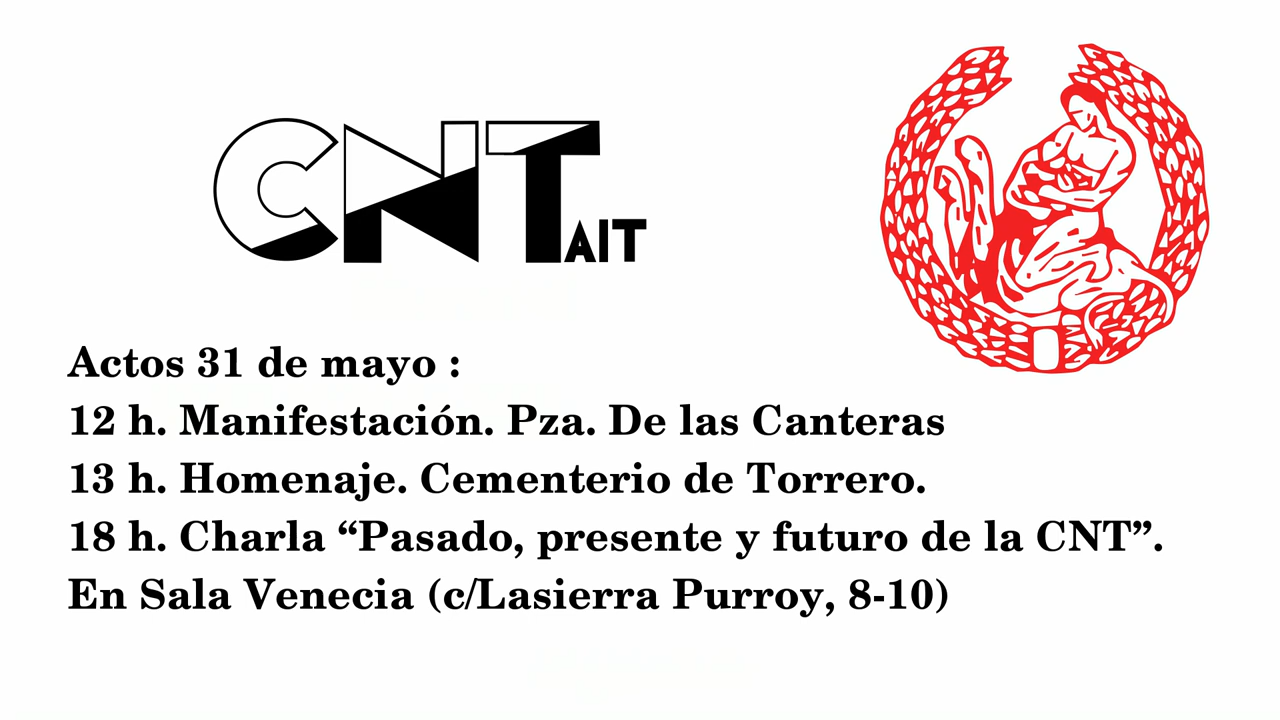 CNT AIT
Actos 31 de mayo :
12 h. Manifestación. Pza. De las Canteras
13 h. Homenaje. Cementerio de Torrero.
18 h. Charla “Pasado, presente y futuro de la CNT”.
En Sala Venecia (c/Lasierra Purroy, 8-10)